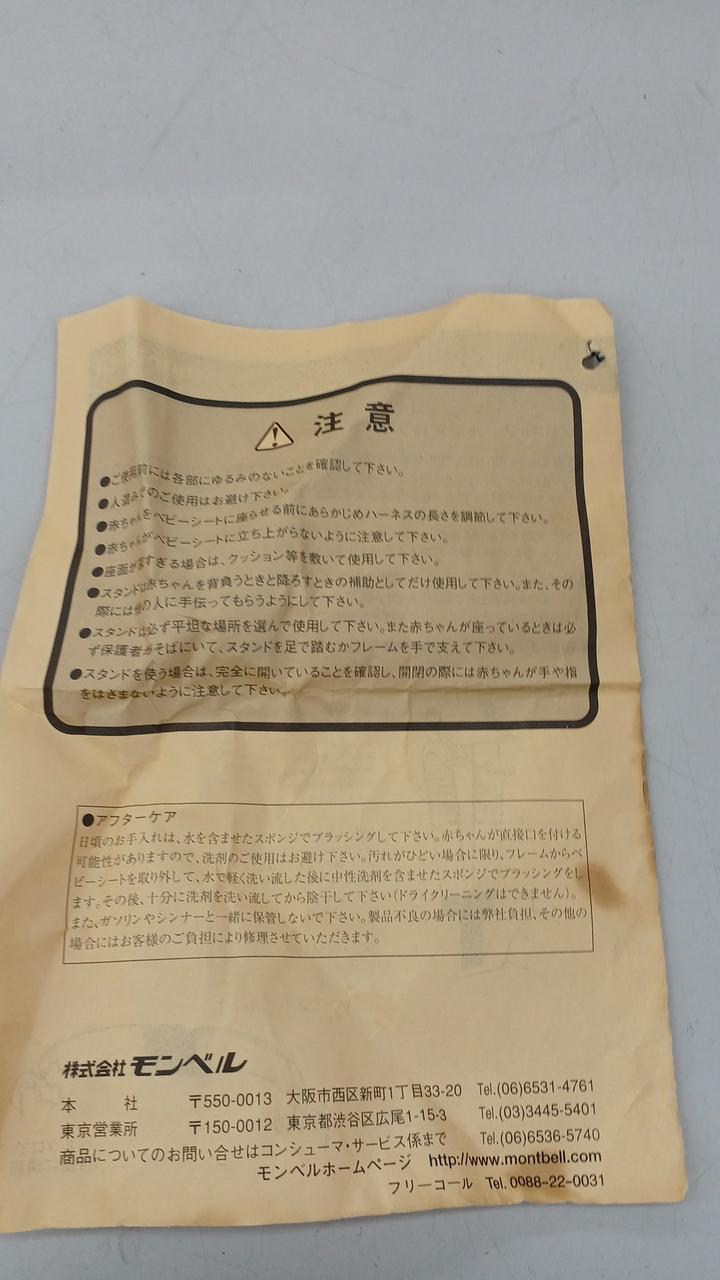 注意
●ご使用前には各部にゆるみのないことを確認して下さい。
●人混みでのご使用はお避け下さい。
●赤ちゃんをベビーシートに座らせる前にあらかじめハーネスの長さを調節して下さい。
●赤ちゃんがベビーシートに立ち上がらないように注意して下さい。
●座面が深すぎる場合は、クッション等を敷いて使用して下さい。
●スタンドは赤ちゃんを背負うときと降ろすときの補助としてだけ使用して下さい。また、その
際には他の人に手伝ってもらうようにして下さい。
●スタンドは必ず平坦な場所を選んで使用して下さい。また赤ちゃんが座っているときは必
ず保護者がそばにいて、スタンドを足で踏むかフレームを手で支えて下さい。
●スタンドを使う場合は、完全に開いていることを確認し、開閉の際には赤ちゃんが手や指
をはさまないように注意して下さい。
●アフターケア
日頃のお手入れは、水を含ませたスポンジでブラッシングして下さい。赤ちゃんが直接口を付ける
可能性がありますので、洗剤のご使用はお避け下さい。汚れがひどい場合に限り、フレームからベ
ビーシートを取り外して、水で軽く洗い流した後に中性洗剤を含ませたスポンジでブラッシングをし
ます。その後、十分に洗剤を洗い流してから陰干して下さい(ドライクリーニングはできません)。
また、ガソリンやシンナーと一緒に保管しないで下さい。製品不良の場合には弊社負担、その他の
場合にはお客様のご負担により修理させていただきます。
株式会社モンベル
本 社 〒550-0013 大阪市西区新町1丁目33-20 Tel.(06)6531-4761
東京営業所 〒150-0012 東京都渋谷区広尾1-15-3 Tel.(03)3445-5401
商品についてのお問い合せはコンシューマ・サービス係まで Tel.(06)6536-5740
モンベルホームページ http://www.montbell.com
フリーコール Tel. 0088-22-0031